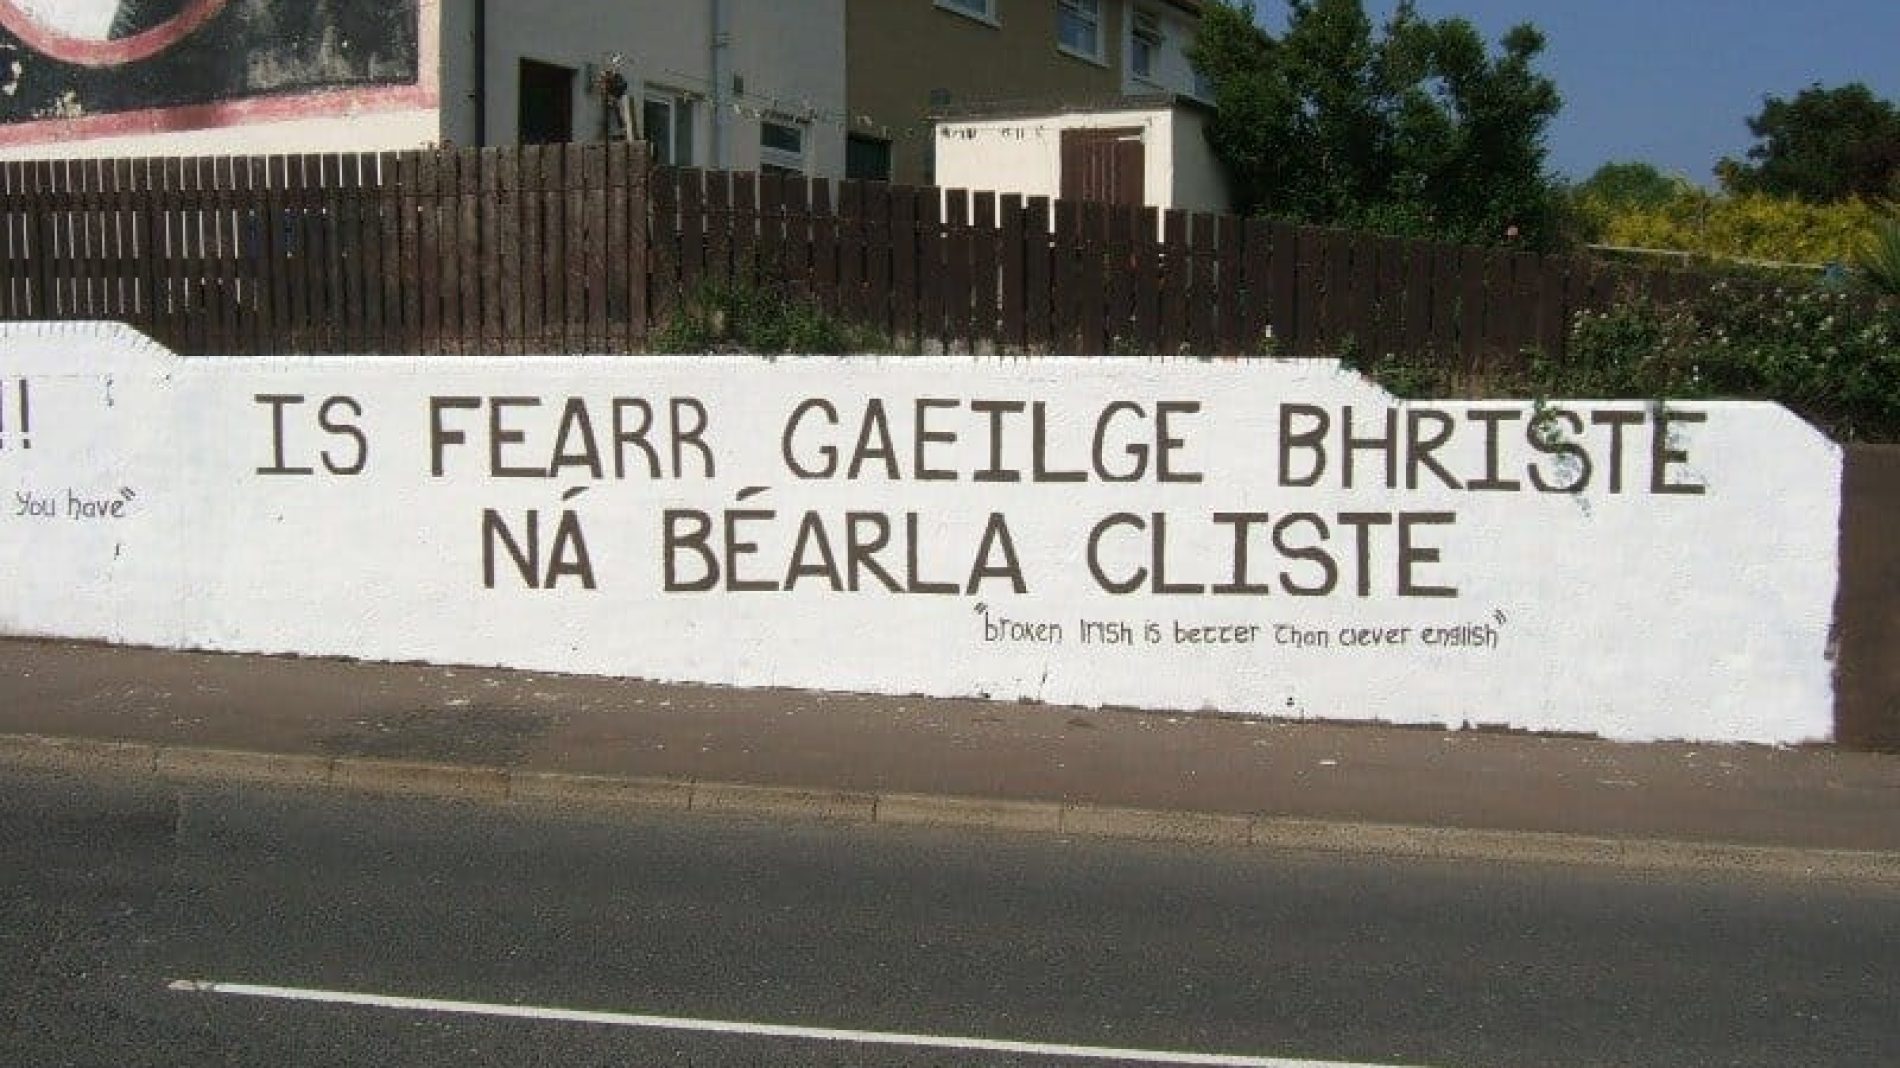 !!
You have"
IS FEARR GAEILGE BHRISTE
NÁ BÉARLA CLISTE
"broken Irish is better than clever english"